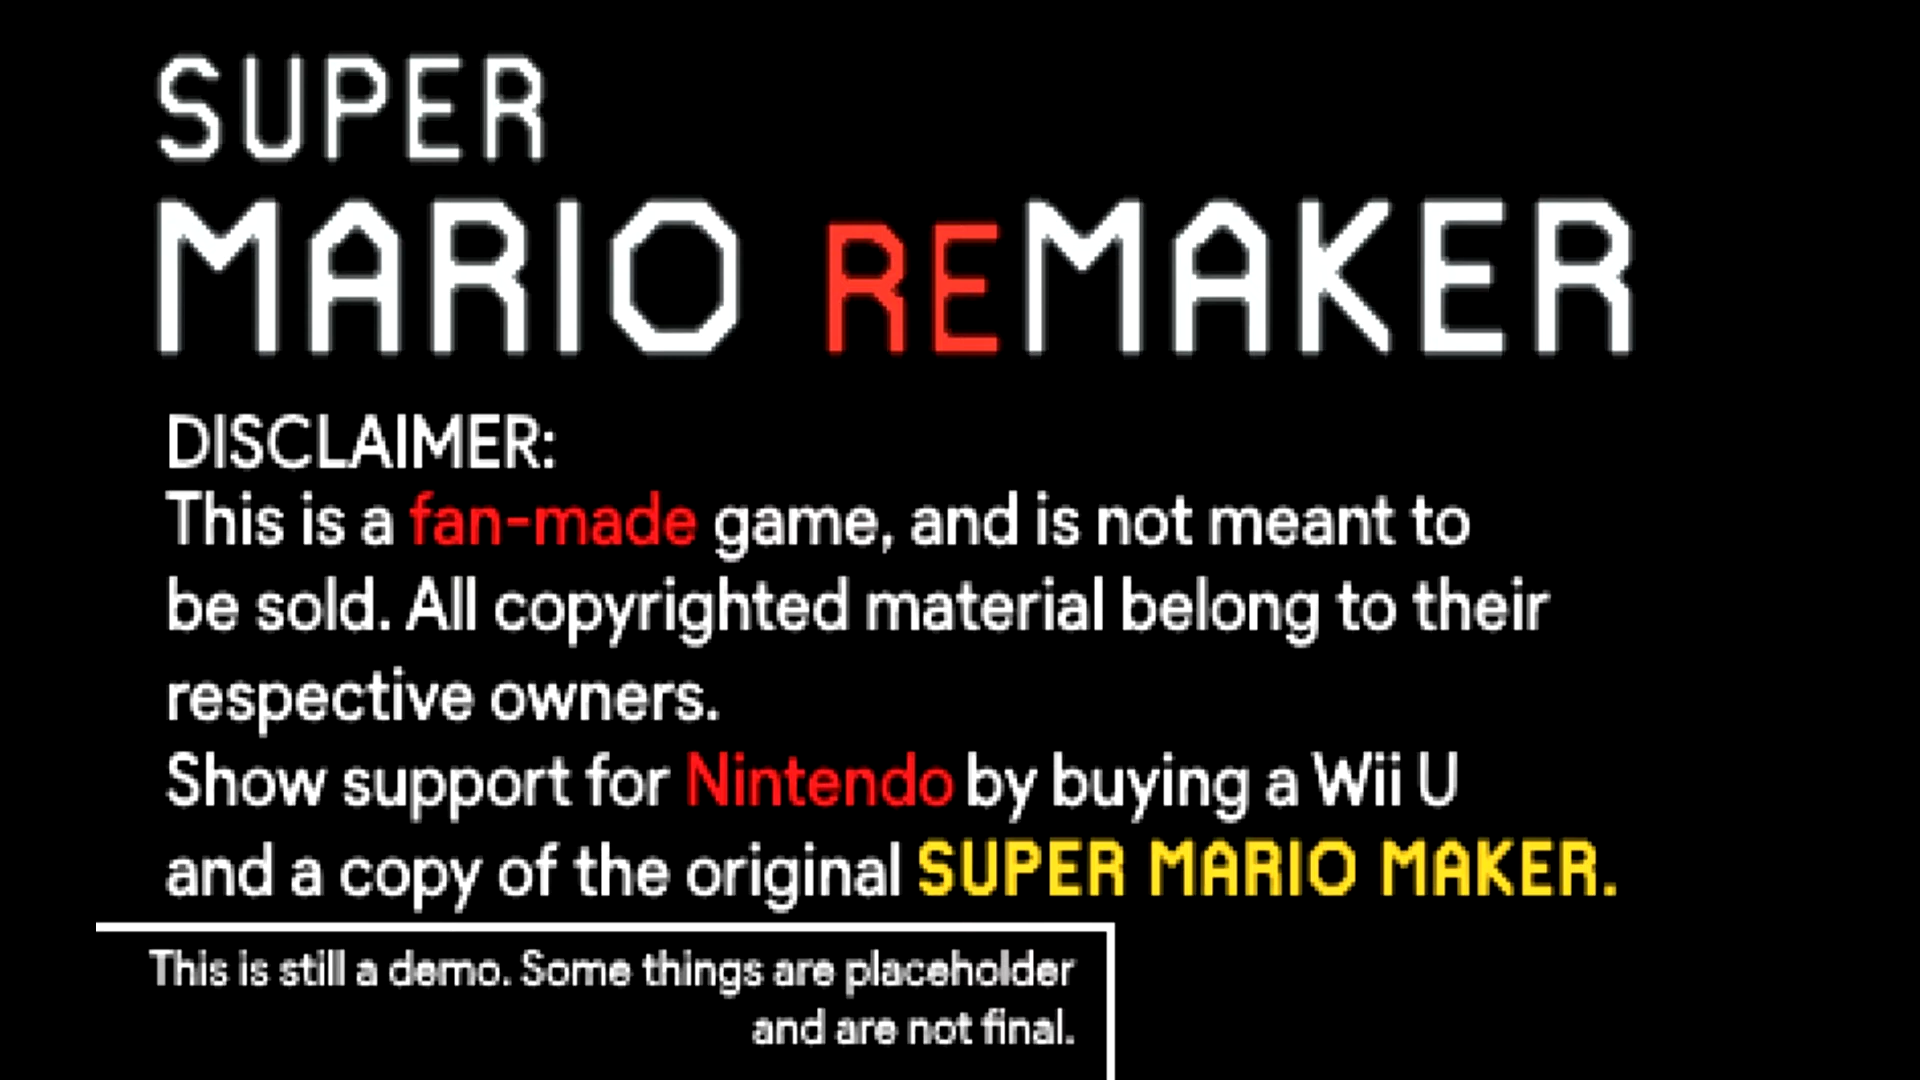 SUPER
MARIO REMAKER
DISCLAIMER:
This is a fan-made game, and is not meant to
be sold. All copyrighted material belong to their
respective owners.
Show support for Nintendo by buying a Wii U
and a copy of the original SUPER MARIO MAKER.
This is still a demo. Some things are placeholder
and are not final.